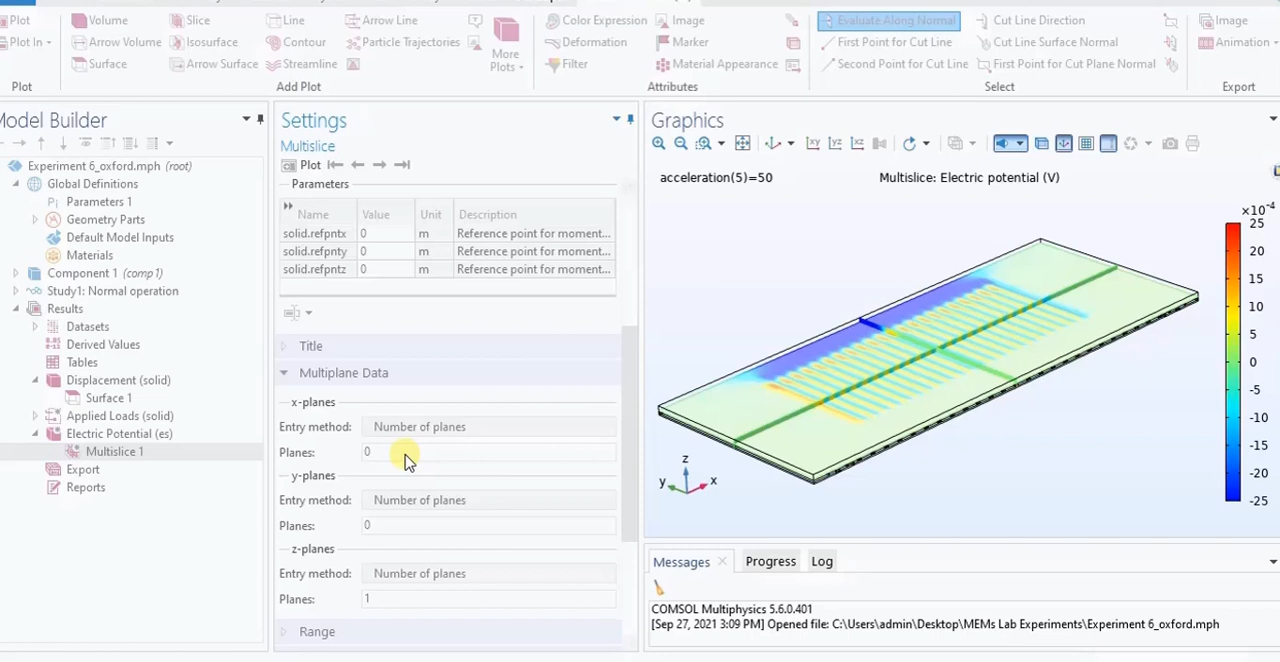 Plot Volume Slice Line Arrow Line Color Expression Image Evaluate Along Normal Cut Line Direction Image
Plot In Arrow Volume Isosurface Contour Particle Trajectories Deformation Marker First Point for Cut Line Cut Line Surface Normal Animation
Surface Arrow Surface Streamline More Plots Filter Material Appearance Second Point for Cut Line First Point for Cut Plane Normal
Plot Add Plot Attributes Select Export
Model Builder
Experiment 6_oxford.mph (root)
Global Definitions
Pi Parameters 1
Geometry Parts
Default Model Inputs
Materials
Component 1 (comp1)
Study1: Normal operation
Results
Datasets
Derived Values
Tables
Displacement (solid)
Surface 1
Applied Loads (solid)
Electric Potential (es)
Multislice 1
Export
Reports
Settings
Multislice
Plot
Parameters
Name Value Unit Description
solid.refpntx 0 m Reference point for moment...
solid.refpnty 0 m Reference point for moment...
solid.refpntz 0 m Reference point for moment...
Title
Multiplane Data
x-planes
Entry method: Number of planes
Planes: 0
y-planes
Entry method: Number of planes
Planes: 0
z-planes
Entry method: Number of planes
Planes: 1
Range
Graphics
xy yz xz
acceleration(5)=50 Multislice: Electric potential (V)
×10⁻⁴
25
20
15
10
5
0
-5
-10
-15
-20
-25
z
y x
Messages Progress Log
COMSOL Multiphysics 5.6.0.401
[Sep 27, 2021 3:09 PM] Opened file: C:\Users\admin\Desktop\MEMs Lab Experiments\Experiment 6_oxford.mph